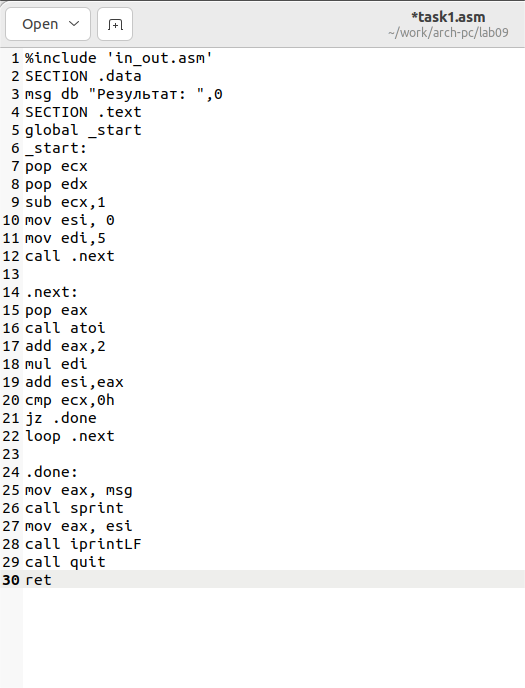 Open
*task1.asm
~/work/arch-pc/lab09
1 %include 'in_out.asm'
2 SECTION .data
3 msg db "Результат: ",0
4 SECTION .text
5 global _start
6 _start:
7 pop ecx
8 pop edx
9 sub ecx,1
10 mov esi, 0
11 mov edi,5
12 call .next
13
14 .next:
15 pop eax
16 call atoi
17 add eax,2
18 mul edi
19 add esi,eax
20 cmp ecx,0h
21 jz .done
22 loop .next
23
24 .done:
25 mov eax, msg
26 call sprint
27 mov eax, esi
28 call iprintLF
29 call quit
30 ret